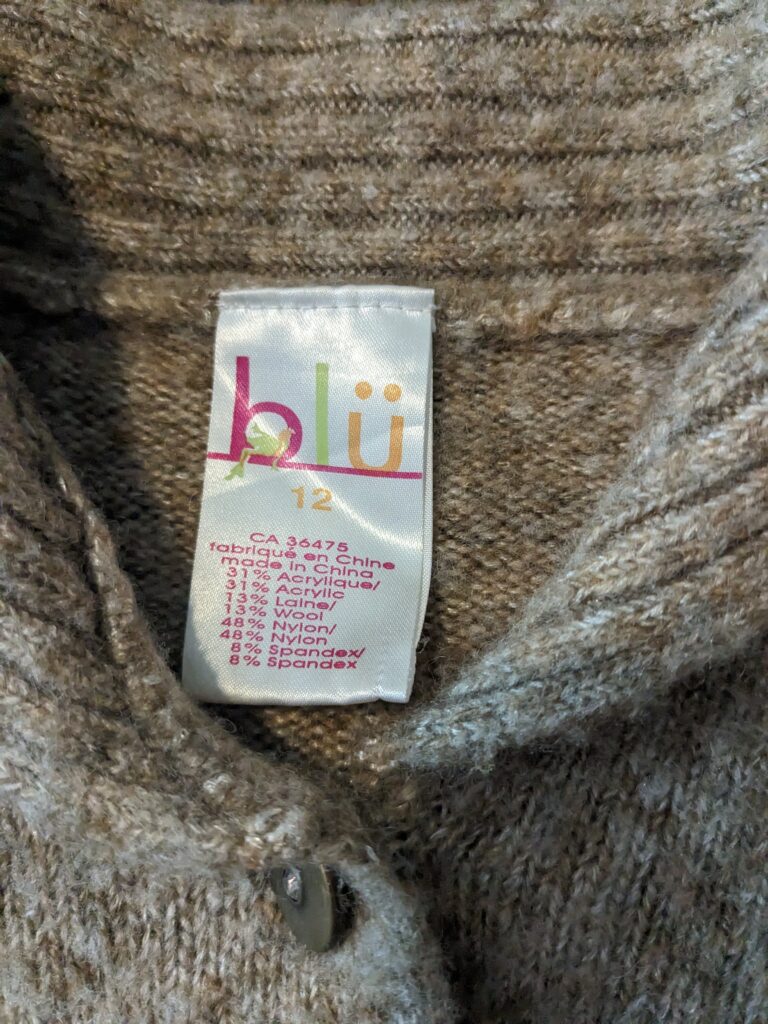 blü
12
CA 36475
fabriqué en Chine
made in China
31% Acrylique/
31% Acrylic
13% Laine/
13% Wool
48% Nylon/
48% Nylon
8% Spandex/
8% Spandex